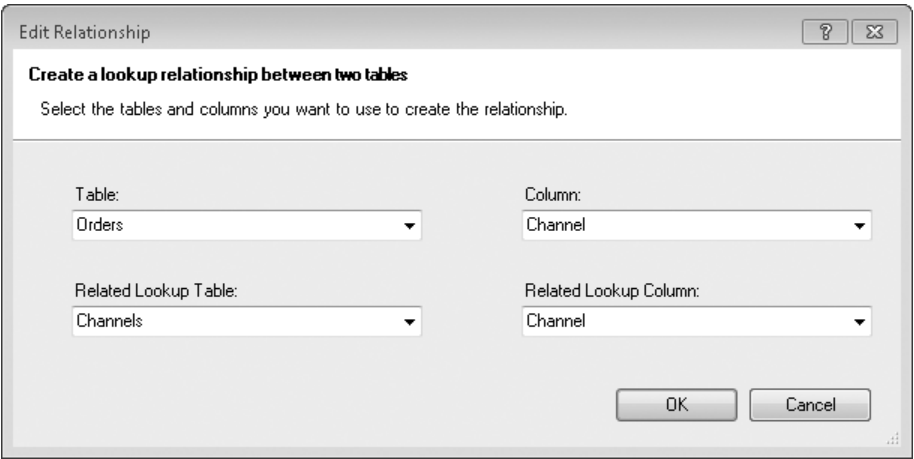 Edit Relationship
Create a lookup relationship between two tables
Select the tables and columns you want to use to create the relationship.
Table:
Column:
Orders
Channel
Related Lookup Table:
Related Lookup Column:
Channels
Channel
OK
Cancel